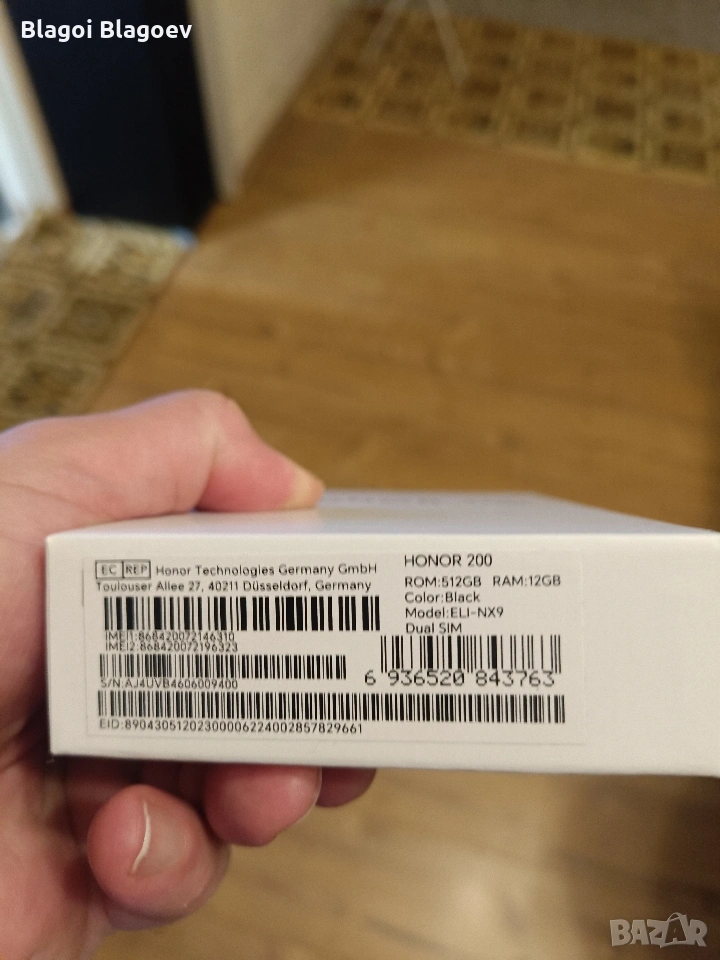 Blagoi Blagoev
EC REP Honor Technologies Germany GmbH
Toulouser Allee 27, 40211 Düsseldorf, Germany
IMEI1:868420072146310
IMEI2:868420072196323
S/N:AJ4UVB4606009400
EID:89043051202300006224002857829661
HONOR 200
ROM:512GB RAM:12GB
Color:Black
Model:ELI-NX9
Dual SIM
6 936520 843763
BAZAR